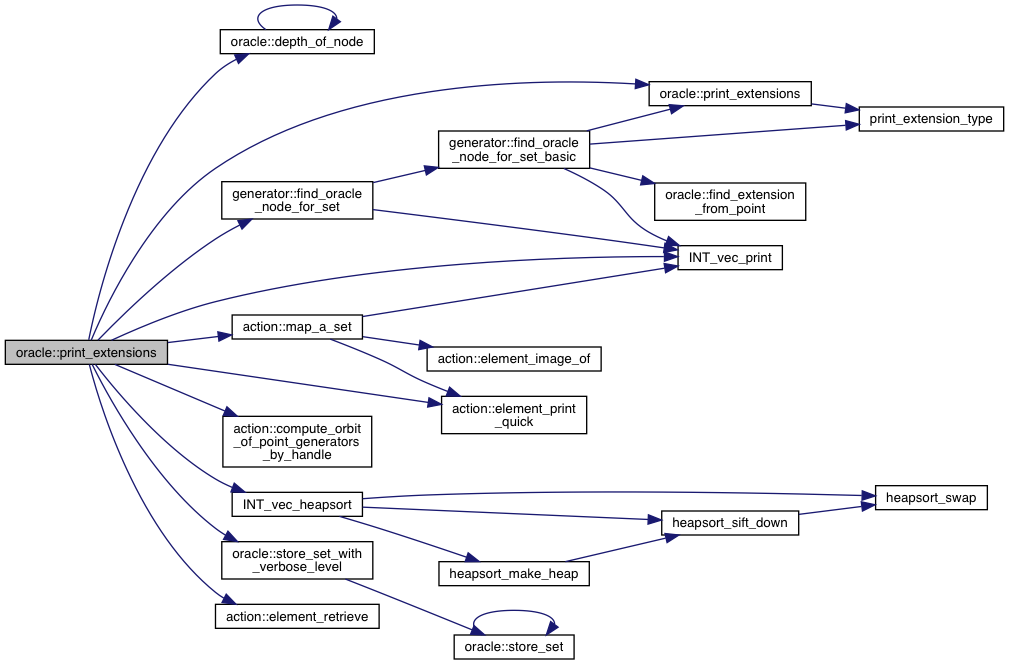 oracle::depth_of_node
oracle::print_extensions
print_extension_type
generator::find_oracle
_node_for_set_basic
generator::find_oracle
_node_for_set
oracle::find_extension
_from_point
INT_vec_print
action::map_a_set
oracle::print_extensions
action::element_image_of
action::element_print
_quick
action::compute_orbit
_of_point_generators
_by_handle
INT_vec_heapsort
heapsort_swap
heapsort_sift_down
oracle::store_set_with
_verbose_level
heapsort_make_heap
action::element_retrieve
oracle::store_set